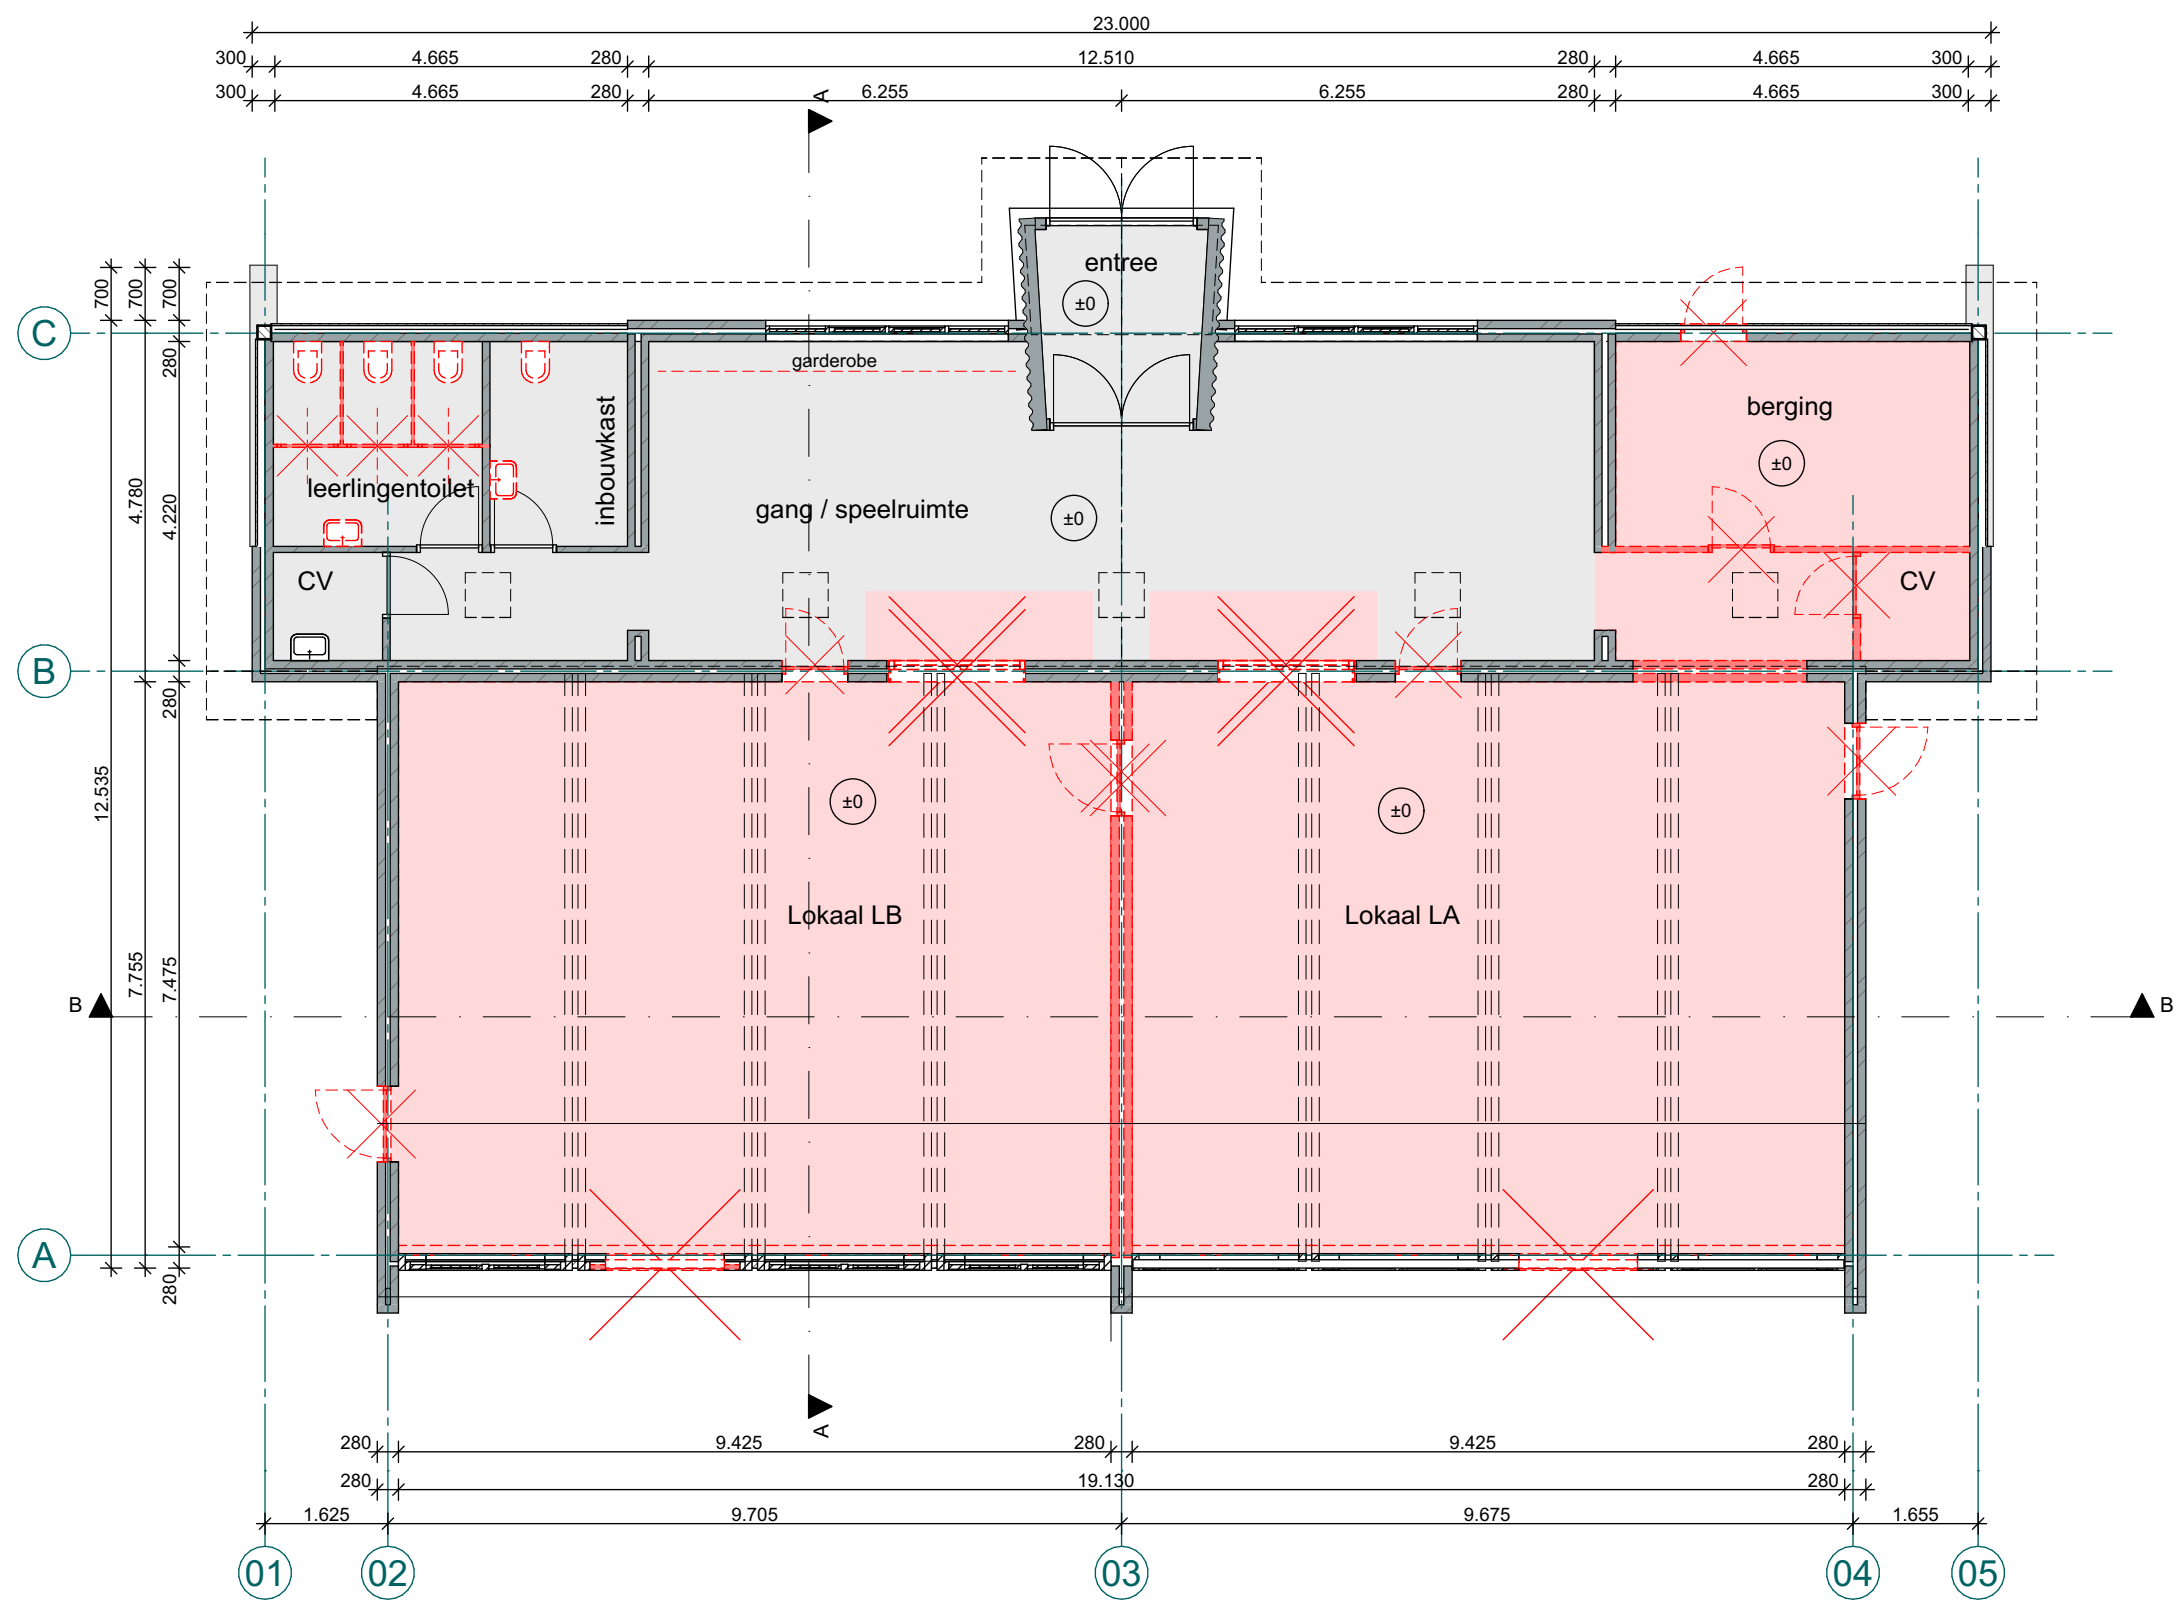 23.000
300 4.665 280 12.510 280 4.665 300
300 4.665 280 6.255 6.255 280 4.665 300
A
entree
±0
700 700 700
C
280
garderobe
berging
±0
inbouwkast
leerlingentoilet
gang / speelruimte
±0
4.780
4.220
CV
CV
B
280
12.535
±0
±0
Lokaal LB
Lokaal LA
7.755
7.475
B
B
A
280
A
280 9.425 280 9.425 280
280 19.130 280
1.625 9.705 9.675 1.655
01 02 03 04 05